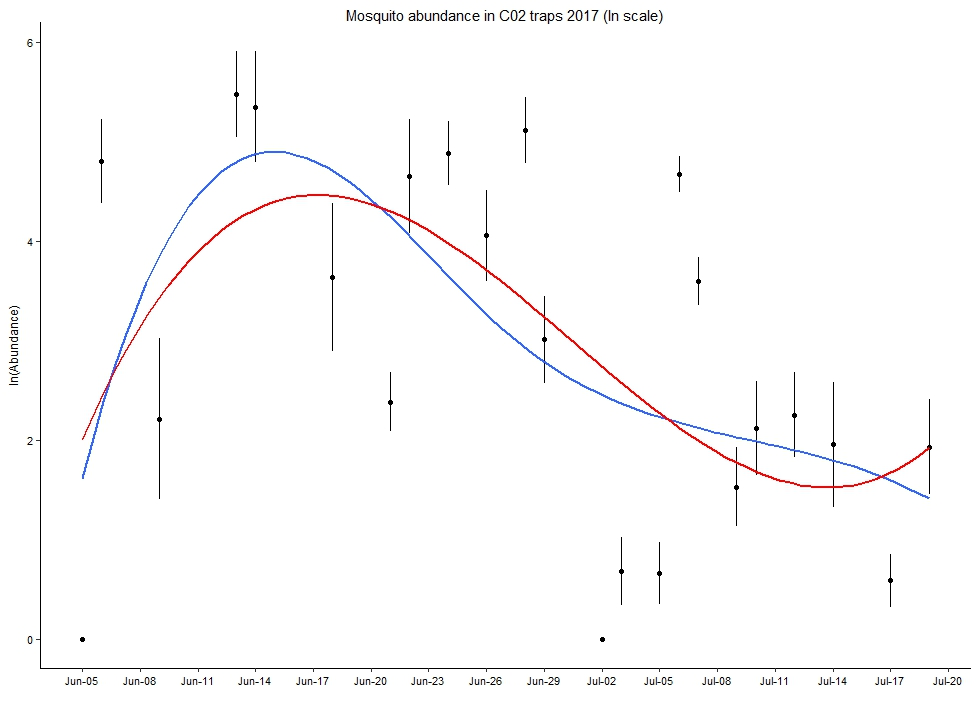 Mosquito abundance in C02 traps 2017 (ln scale)
6
4
2
0
ln(Abundance)
Jun-05 Jun-08 Jun-11 Jun-14 Jun-17 Jun-20 Jun-23 Jun-26 Jun-29 Jul-02 Jul-05 Jul-08 Jul-11 Jul-14 Jul-17 Jul-20